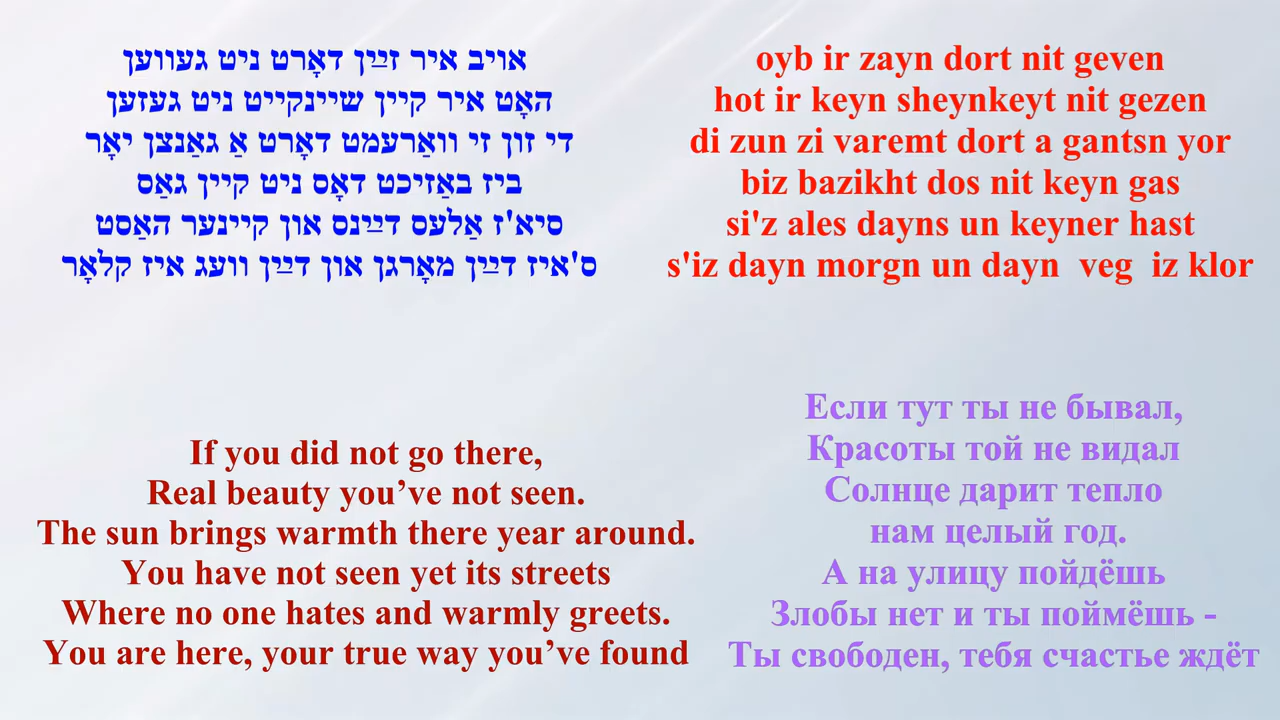 אויב איר זײַן דאָרט ניט געווען
האָט איר קיין שיינקייט ניט געזען
די זון זי וואַרעמט דאָרט אַ גאַנצן יאָר
ביז באַזיכט דאָס ניט קיין גאַס
סיא'ז אַלעס דײַנס און קיינער האַסט
ס'איז דײַן מאָרגן און דײַן וועג איז קלאָר
oyb ir zayn dort nit geven
hot ir keyn sheynkeyt nit gezen
di zun zi varemt dort a gantsn yor
biz bazikht dos nit keyn gas
si'z ales dayns un keyner hast
s'iz dayn morgn un dayn  veg  iz klor
If you did not go there,
Real beauty you’ve not seen.
The sun brings warmth there year around.
You have not seen yet its streets
Where no one hates and warmly greets.
You are here, your true way you’ve found
Если тут ты не бывал,
Красоты той не видал
Солнце дарит тепло
нам целый год.
А на улицу пойдёшь
Злобы нет и ты поймёшь -
Ты свободен, тебя счастье ждёт